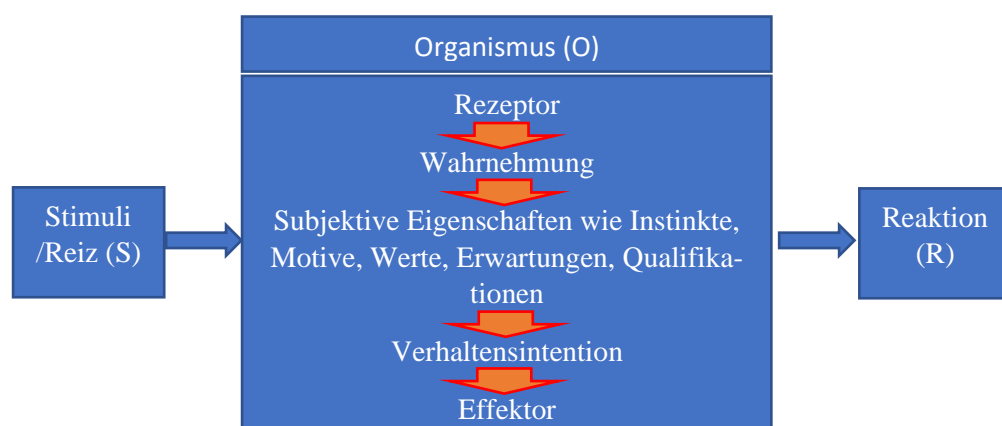 Organismus (O)
Rezeptor
Wahrnehmung
Stimuli
/Reiz (S)
Subjektive Eigenschaften wie Instinkte,
Motive, Werte, Erwartungen, Qualifika-
tionen
Reaktion
(R)
Verhaltensintention
Effektor